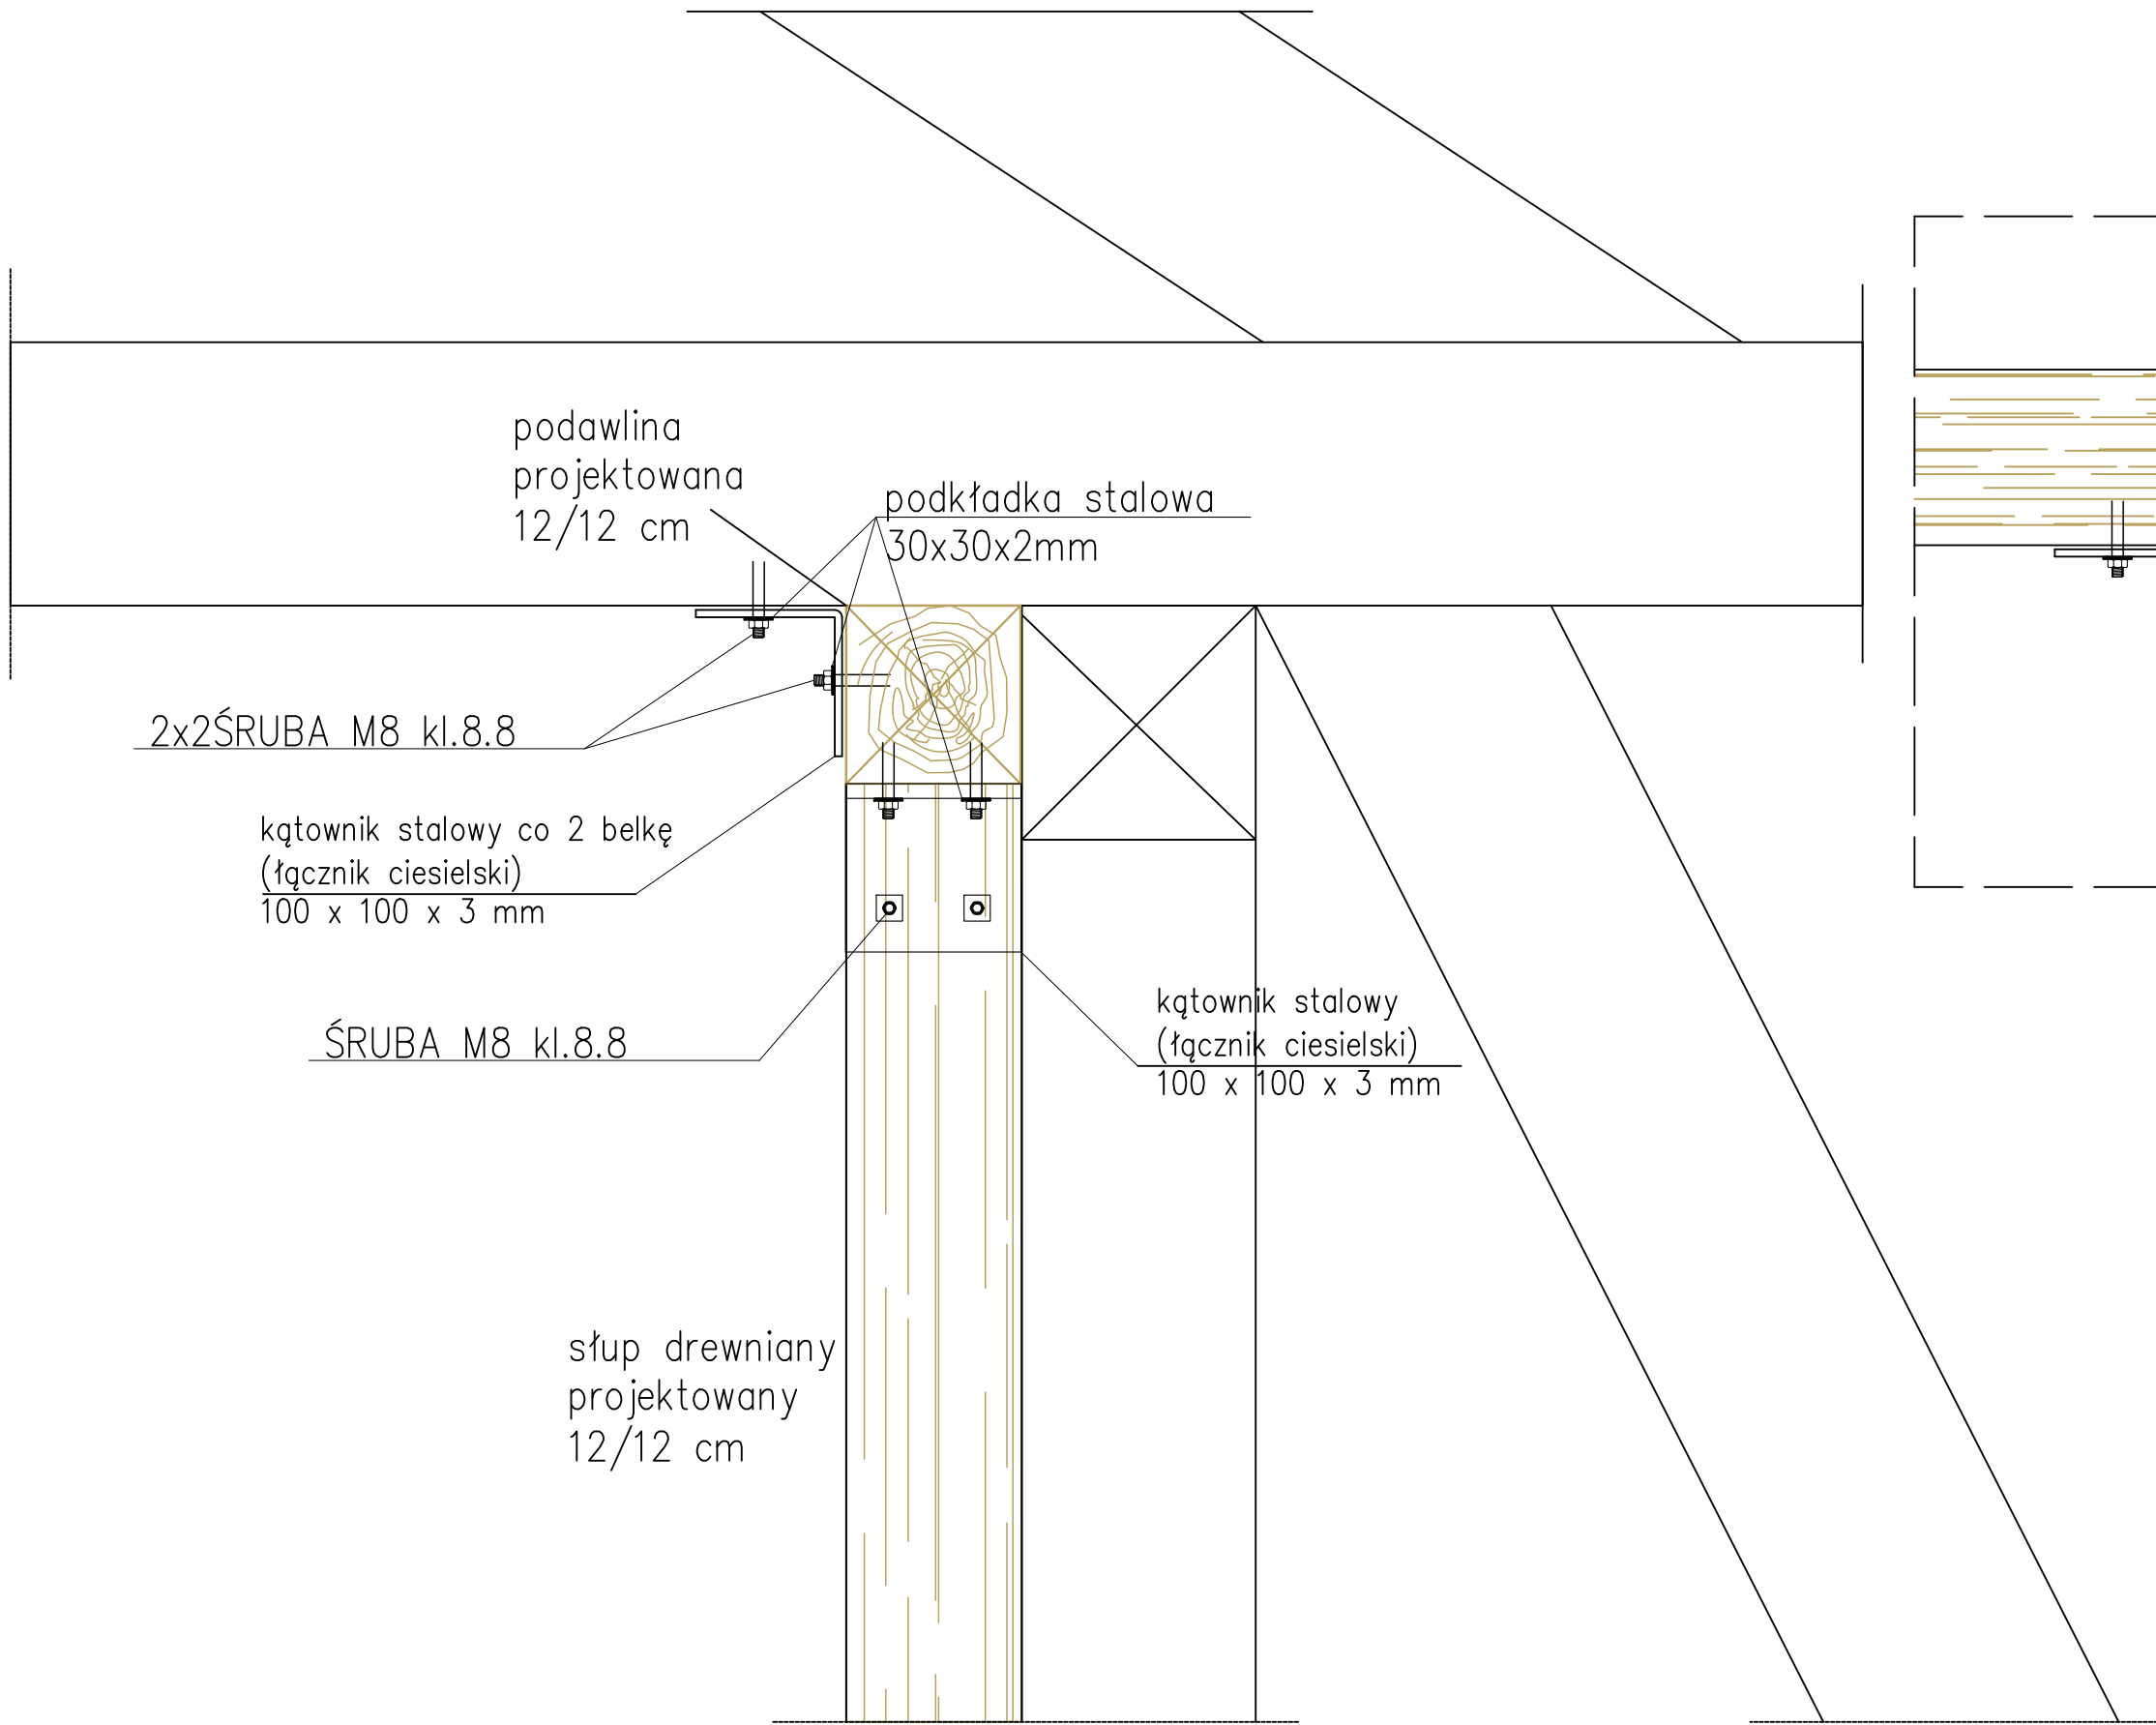 podawlina
projektowana
12/12 cm
podkładka stalowa
30x30x2mm
2x2ŚRUBA M8 kl.8.8
kątownik stalowy co 2 belkę
(łącznik ciesielski)
100 x 100 x 3 mm
ŚRUBA M8 kl.8.8
kątownik stalowy
(łącznik ciesielski)
100 x 100 x 3 mm
słup drewniany
projektowany
12/12 cm